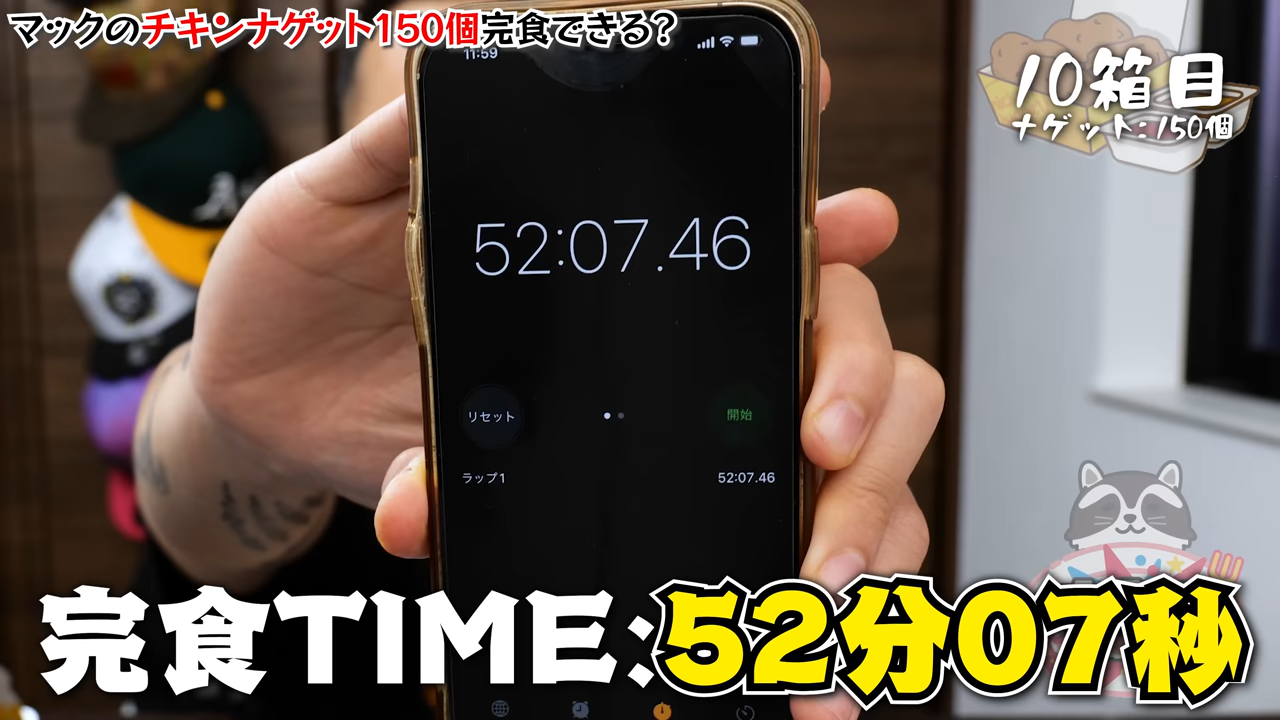 マックのチキンナゲット150個完食できる?
10箱目
ナゲット:150個
11:59
52:07.46
リセット
開始
ラップ1 52:07.46
完食TIME:52分07秒